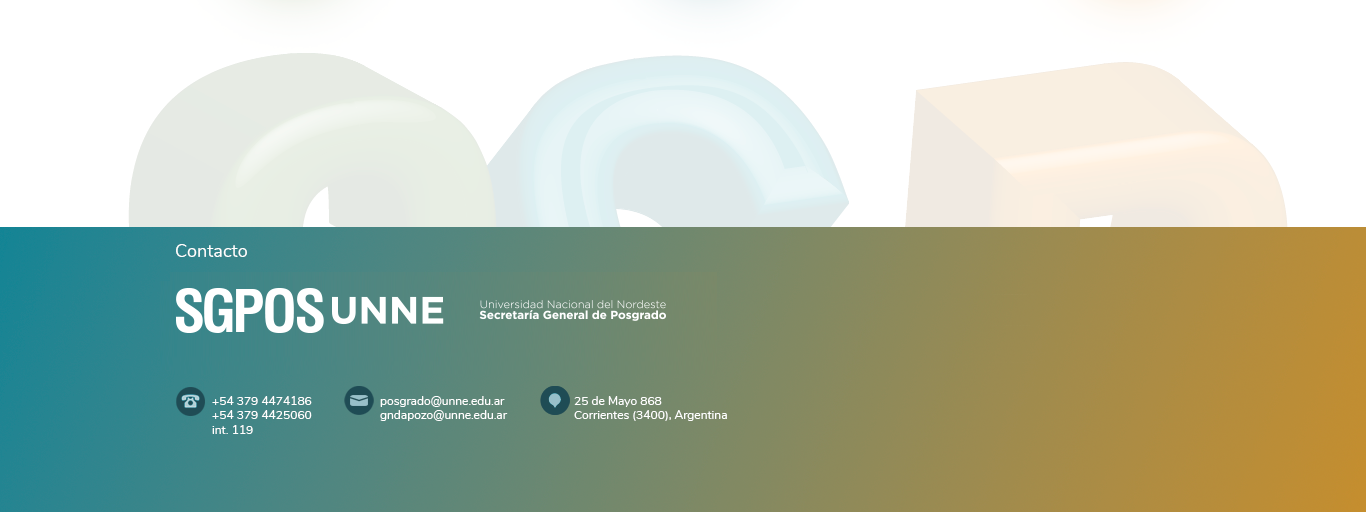 Contacto
SGPOS UNNE
Universidad Nacional del Nordeste
Secretaría General de Posgrado
+54 379 4474186
+54 379 4425060
int. 119
posgrado@unne.edu.ar
gndapozo@unne.edu.ar
25 de Mayo 868
Corrientes (3400), Argentina